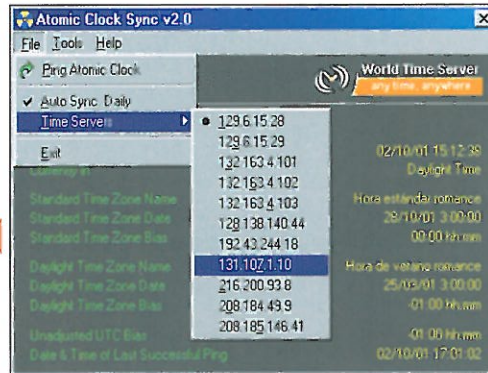 Atomic Clock Sync v2.0
File Tools Help
Ping Atomic Clock
Auto Sync Daily
Time Servers
Exit
World Time Server
any time, anywhere
129.6.15.28
129.6.15.29
132.163.4.101
132.163.4.102
132.163.4.103
128.138.140.44
192.43.244.18
131.107.1.10
216.200.93.8
208.184.49.9
208.185.146.41
02/10/01 15:12:39
Currently in Daylight Time
Standard Time Zone Name Hora estándar romance
Standard Time Zone Date 28/10/01 3:00:00
Standard Time Zone Bias 00:00 hh:mm
Daylight Time Zone Name Hora de verano romance
Daylight Time Zone Date 25/03/01 3:00:00
Daylight Time Zone Bias -01:00 hh:mm
Unadjusted UTC Bias -01:00 hh:mm
Date & Time of Last Successful Ping 02/10/01 17:01:02